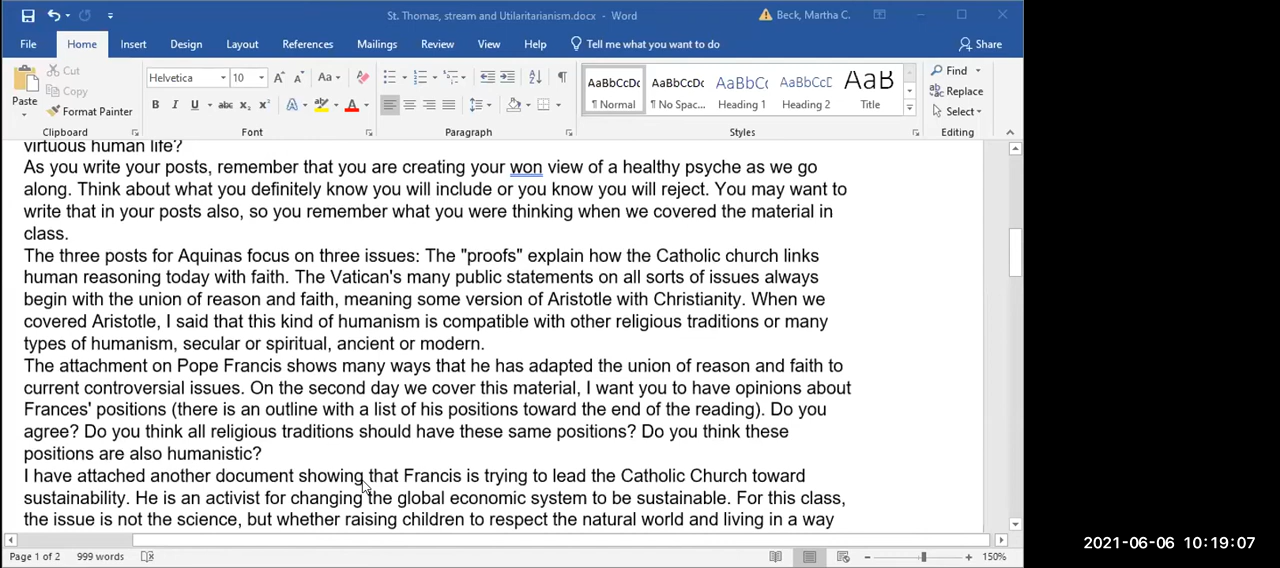 St. Thomas, stream and Utilaritarianism.docx - Word
Beck, Martha C.
File Home Insert Design Layout References Mailings Review View Help Tell me what you want to do Share
Paste
Cut
Copy
Format Painter
Clipboard
Helvetica 10
Font
Paragraph
AaBbCcDc AaBbCcDc AaBbCc AaBbCcD AaB
¶ Normal ¶ No Spac... Heading 1 Heading 2 Title
Styles
Find
Replace
Select
Editing
virtuous human life?
As you write your posts, remember that you are creating your won view of a healthy psyche as we go
along. Think about what you definitely know you will include or you know you will reject. You may want to
write that in your posts also, so you remember what you were thinking when we covered the material in
class.
The three posts for Aquinas focus on three issues: The "proofs" explain how the Catholic church links
human reasoning today with faith. The Vatican's many public statements on all sorts of issues always
begin with the union of reason and faith, meaning some version of Aristotle with Christianity. When we
covered Aristotle, I said that this kind of humanism is compatible with other religious traditions or many
types of humanism, secular or spiritual, ancient or modern.
The attachment on Pope Francis shows many ways that he has adapted the union of reason and faith to
current controversial issues. On the second day we cover this material, I want you to have opinions about
Frances' positions (there is an outline with a list of his positions toward the end of the reading). Do you
agree? Do you think all religious traditions should have these same positions? Do you think these
positions are also humanistic?
I have attached another document showing that Francis is trying to lead the Catholic Church toward
sustainability. He is an activist for changing the global economic system to be sustainable. For this class,
the issue is not the science, but whether raising children to respect the natural world and living in a way
Page 1 of 2 999 words 150%
2021-06-06 10:19:07